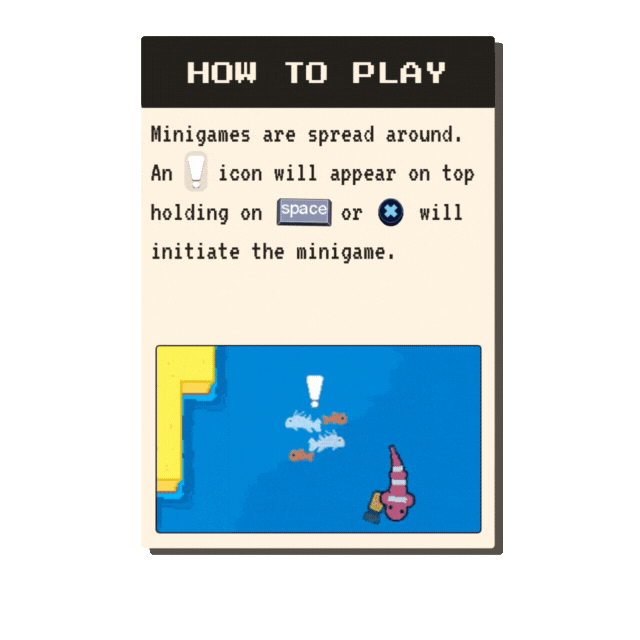 HOW TO PLAY
Minigames are spread around.
An ! icon will appear on top
holding on space or ✖ will
initiate the minigame.
!